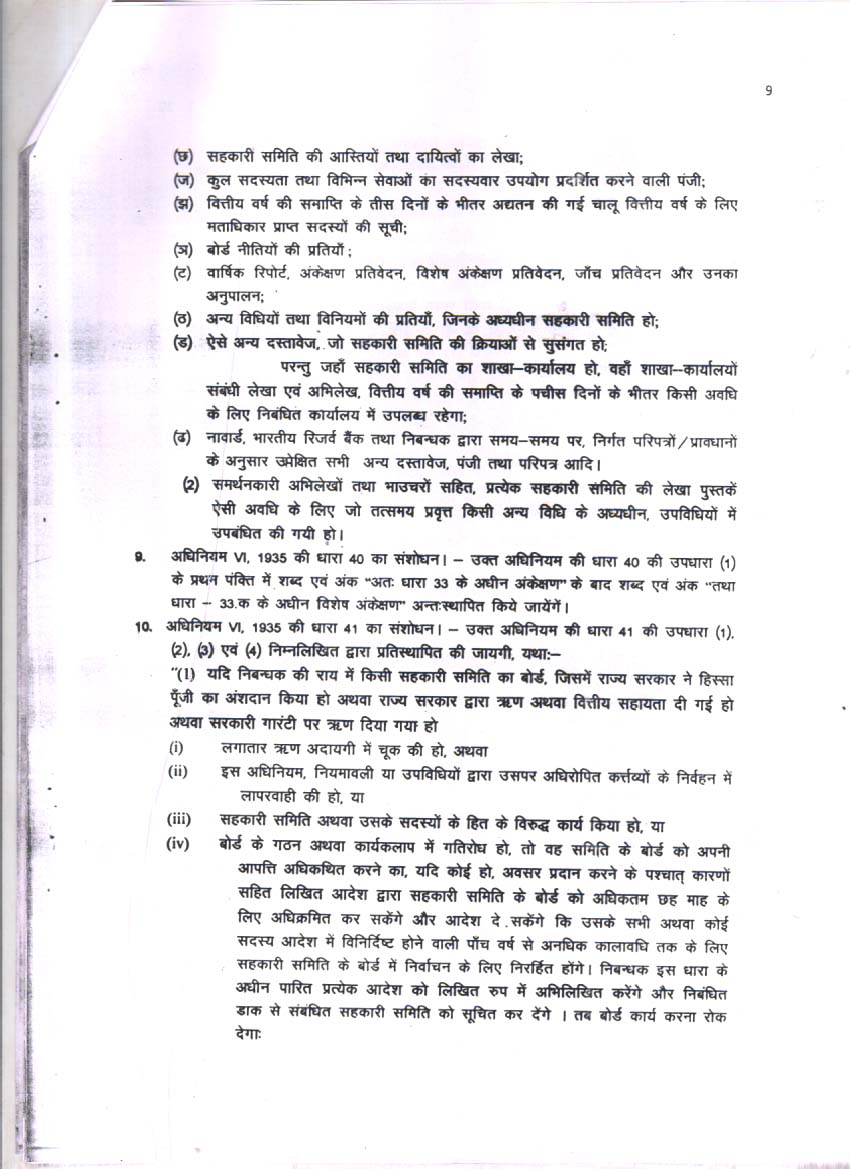 9
(छ) सहकारी समिति की आस्तियों तथा दायित्वों का लेखा;
(ज) कुल सदस्यता तथा विभिन्न सेवाओं का सदस्यवार उपयोग प्रदर्शित करने वाली पंजी;
(झ) वित्तीय वर्ष की समाप्ति के तीस दिनों के भीतर अद्यतन की गई चालू वित्तीय वर्ष के लिए
मताधिकार प्राप्त सदस्यों की सूची;
(ञ) बोर्ड नीतियों की प्रतियाँ ;
(ट) वार्षिक रिपोर्ट, अंकेक्षण प्रतिवेदन, विशेष अंकेक्षण प्रतिवेदन, जाँच प्रतिवेदन और उनका
अनुपालन;
(ठ) अन्य विधियों तथा विनियमों की प्रतियाँ, जिनके अध्यधीन सहकारी समिति हो;
(ड) ऐसे अन्य दस्तावेज, जो सहकारी समिति की क्रियाओं से सुसंगत हो;
परन्तु जहाँ सहकारी समिति का शाखा-कार्यालय हो, वहाँ शाखा-कार्यालयों
संबंधी लेखा एवं अभिलेख, वित्तीय वर्ष की समाप्ति के पचीस दिनों के भीतर किसी अवधि
के लिए निबंधित कार्यालय में उपलब्ध रहेगा;
(ढ) नावार्ड, भारतीय रिजर्व बैंक तथा निबन्धक द्वारा समय-समय पर, निर्गत परिपत्रों/प्रावधानों
के अनुसार उपेक्षित सभी अन्य दस्तावेज, पंजी तथा परिपत्र आदि।
(2) समर्थनकारी अभिलेखों तथा भाउचरों सहित, प्रत्येक सहकारी समिति की लेखा पुस्तकें
ऐसी अवधि के लिए जो तत्समय प्रवृत्त किसी अन्य विधि के अध्यधीन, उपविधियों में
उपबंधित की गयी हो।
9. अधिनियम VI, 1935 की धारा 40 का संशोधन। – उक्त अधिनियम की धारा 40 की उपधारा (1)
के प्रथम पंक्ति में शब्द एवं अंक "अतः धारा 33 के अधीन अंकेक्षण" के बाद शब्द एवं अंक "तथा
धारा – 33.क के अधीन विशेष अंकेक्षण" अन्तःस्थापित किये जायेंगें।
10. अधिनियम VI, 1935 की धारा 41 का संशोधन। – उक्त अधिनियम की धारा 41 की उपधारा (1),
(2), (3) एवं (4) निम्नलिखित द्वारा प्रतिस्थापित की जायगी, यथा:–
"(1) यदि निबन्धक की राय में किसी सहकारी समिति का बोर्ड, जिसमें राज्य सरकार ने हिस्सा
पूँजी का अंशदान किया हो अथवा राज्य सरकार द्वारा ऋण अथवा वित्तीय सहायता दी गई हो
अथवा सरकारी गारंटी पर ऋण दिया गया हो
(i) लगातार ऋण अदायगी में चूक की हो, अथवा
(ii) इस अधिनियम, नियमावली या उपविधियों द्वारा उसपर अधिरोपित कर्त्तव्यों के निर्वहन में
लापरवाही की हो, या
(iii) सहकारी समिति अथवा उसके सदस्यों के हित के विरुद्ध कार्य किया हो, या
(iv) बोर्ड के गठन अथवा कार्यकलाप में गतिरोध हो, तो वह समिति के बोर्ड को अपनी
आपत्ति अधिकथित करने का, यदि कोई हो, अवसर प्रदान करने के पश्चात् कारणों
सहित लिखित आदेश द्वारा सहकारी समिति के बोर्ड को अधिकतम छह माह के
लिए अधिक्रमित कर सकेंगे और आदेश दे सकेंगे कि उसके सभी अथवा कोई
सदस्य आदेश में विनिर्दिष्ट होने वाली पाँच वर्ष से अनधिक कालावधि तक के लिए
सहकारी समिति के बोर्ड में निर्वाचन के लिए निरर्हित होंगे। निबन्धक इस धारा के
अधीन पारित प्रत्येक आदेश को लिखित रुप में अभिलिखित करेंगे और निबंधित
डाक से संबंधित सहकारी समिति को सूचित कर देंगे । तब बोर्ड कार्य करना रोक
देगाः